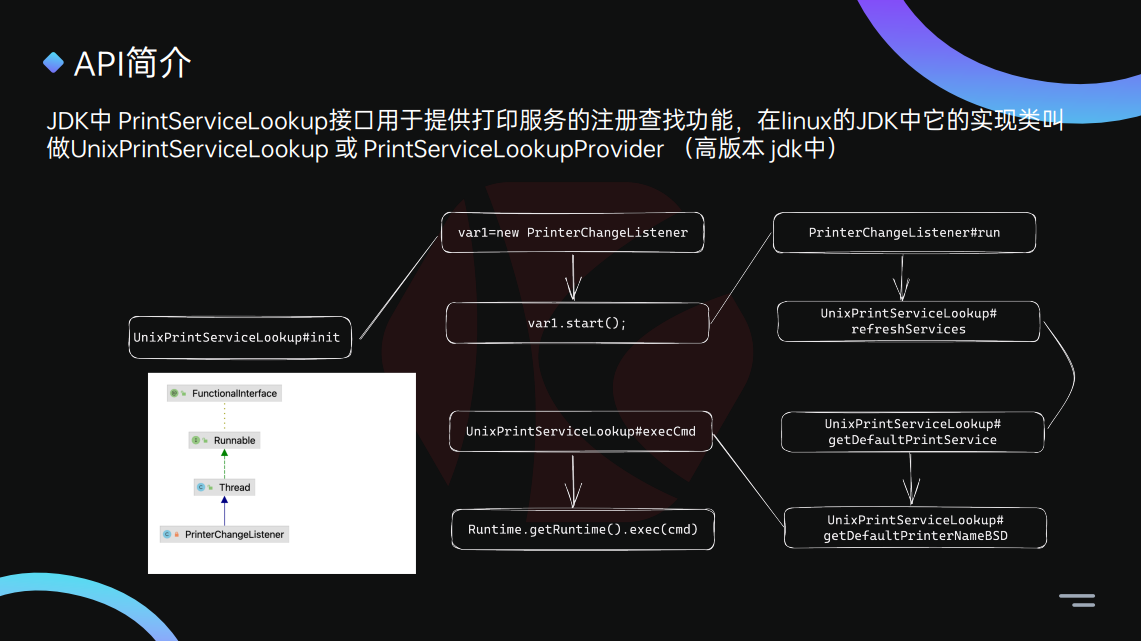 API简介
JDK中 PrintServiceLookup接口用于提供打印服务的注册查找功能，在linux的JDK中它的实现类叫
做UnixPrintServiceLookup 或 PrintServiceLookupProvider （高版本 jdk中）
UnixPrintServiceLookup#init
var1=new PrinterChangeListener
var1.start();
PrinterChangeListener#run
UnixPrintServiceLookup#
refreshServices
UnixPrintServiceLookup#
getDefaultPrintService
UnixPrintServiceLookup#
getDefaultPrinterNameBSD
UnixPrintServiceLookup#execCmd
Runtime.getRuntime().exec(cmd)
FunctionalInterface
Runnable
Thread
PrinterChangeListener